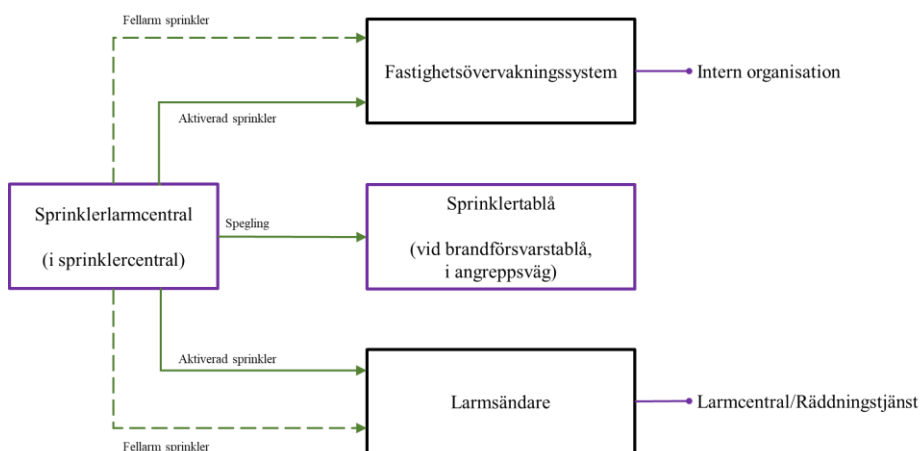 Fellarm sprinkler
Fastighetsövervakningssystem
Intern organisation
Aktiverad sprinkler
Sprinklerlarmcentral
(i sprinklercentral)
Spegling
Sprinklertablå
(vid brandförsvarstablå,
i angreppsväg)
Aktiverad sprinkler
Larmsändare
Larmcentral/Räddningstjänst
Fellarm sprinkler